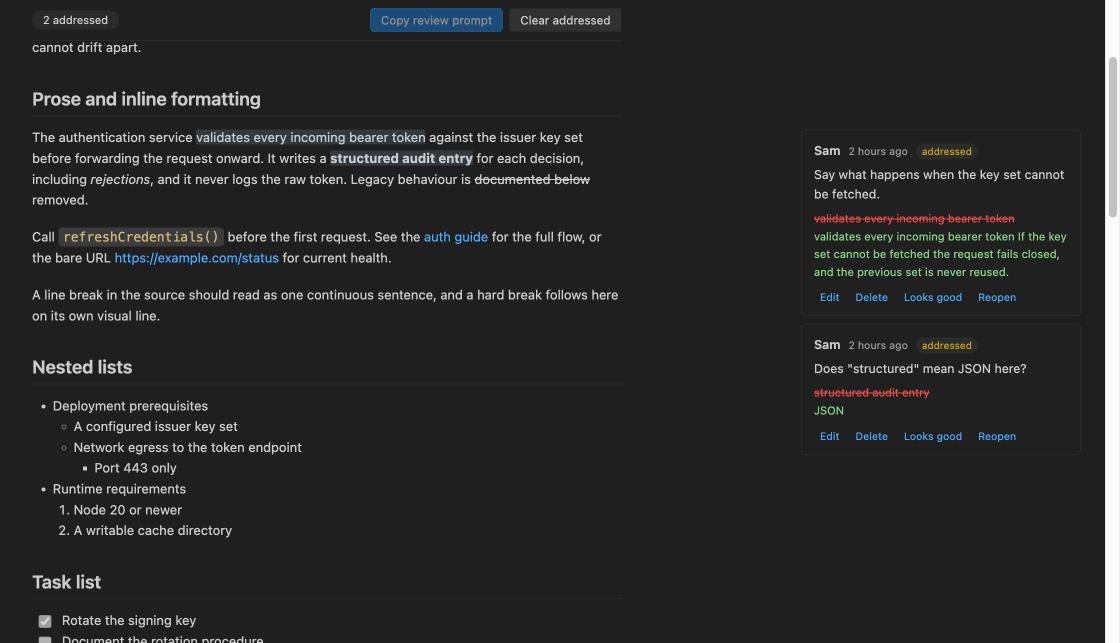 2 addressed
Copy review prompt
Clear addressed
cannot drift apart.
Prose and inline formatting
The authentication service validates every incoming bearer token against the issuer key set
before forwarding the request onward. It writes a structured audit entry for each decision,
including rejections, and it never logs the raw token. Legacy behaviour is documented below
removed.
Call refreshCredentials() before the first request. See the auth guide for the full flow, or
the bare URL https://example.com/status for current health.
A line break in the source should read as one continuous sentence, and a hard break follows here
on its own visual line.
Nested lists
• Deployment prerequisites
◦ A configured issuer key set
◦ Network egress to the token endpoint
▪ Port 443 only
• Runtime requirements
1. Node 20 or newer
2. A writable cache directory
Task list
Rotate the signing key
Document the rotation procedure
Sam 2 hours ago addressed
Say what happens when the key set cannot
be fetched.
validates every incoming bearer token
validates every incoming bearer token If the key
set cannot be fetched the request fails closed,
and the previous set is never reused.
Edit Delete Looks good Reopen
Sam 2 hours ago addressed
Does "structured" mean JSON here?
structured audit entry
JSON
Edit Delete Looks good Reopen